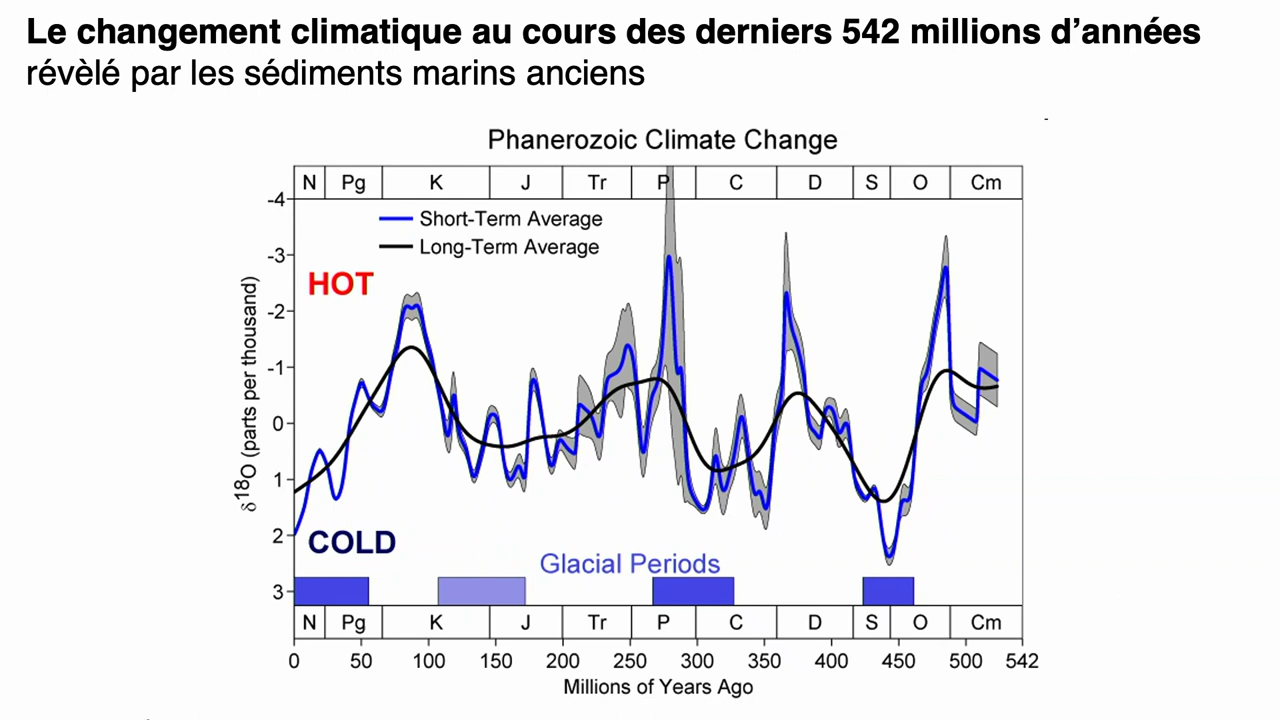 Le changement climatique au cours des derniers 542 millions d’années
révèlé par les sédiments marins anciens
Phanerozoic Climate Change
N Pg K J Tr P C D S O Cm
-4
Short-Term Average
Long-Term Average
-3
HOT
-2
-1
0
1
2
3
δ18O (parts per thousand)
COLD
Glacial Periods
N Pg K J Tr P C D S O Cm
0 50 100 150 200 250 300 350 400 450 500 542
Millions of Years Ago